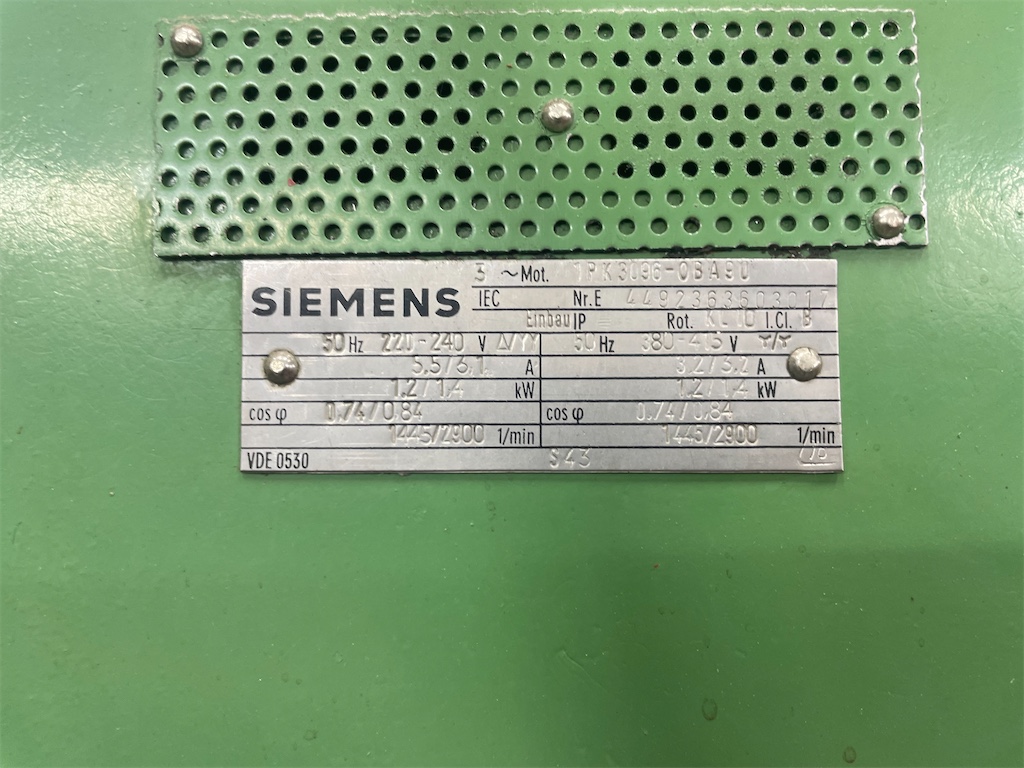 3 ~Mot. 1PK3096-0BA90
SIEMENS
IEC Nr.E 4492363603017
Einbau IP Rot. KL 10 I.Cl. B
50 Hz 220-240 V Δ/YY 50 Hz 380-415 V Y/Y
5,5/6,1 A 3,2/3,2 A
1,2/1,4 kW 1,2/1,4 kW
cos φ 0,74/0,84 cos φ 0,74/0,84
1445/2900 1/min 1445/2900 1/min
VDE 0530 S43